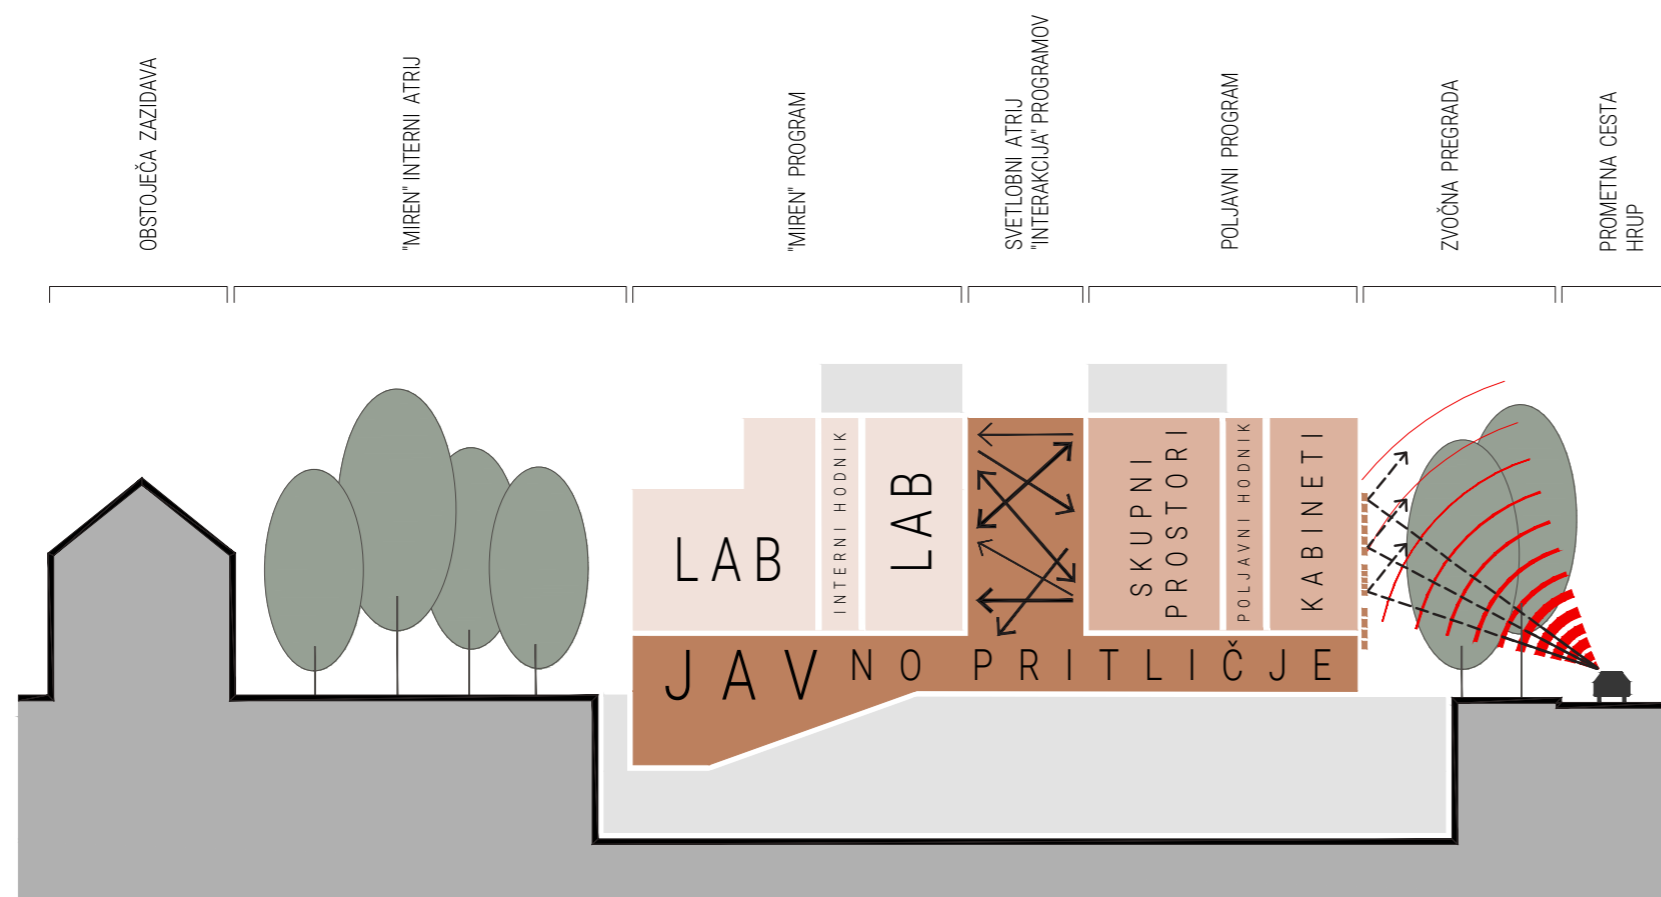 OBSTOJEČA ZAZIDAVA
"MIREN" INTERNI ATRIJ
"MIREN" PROGRAM
SVETLOBNI ATRIJ
"INTERAKCIJA" PROGRAMOV
POLJAVNI PROGRAM
ZVOČNA PREGRADA
PROMETNA CESTA
HRUP
LAB
INTERNI HODNIK
LAB
SKUPNI
PROSTORI
POLJAVNI HODNIK
KABINETI
JAVNO PRITLIČJE